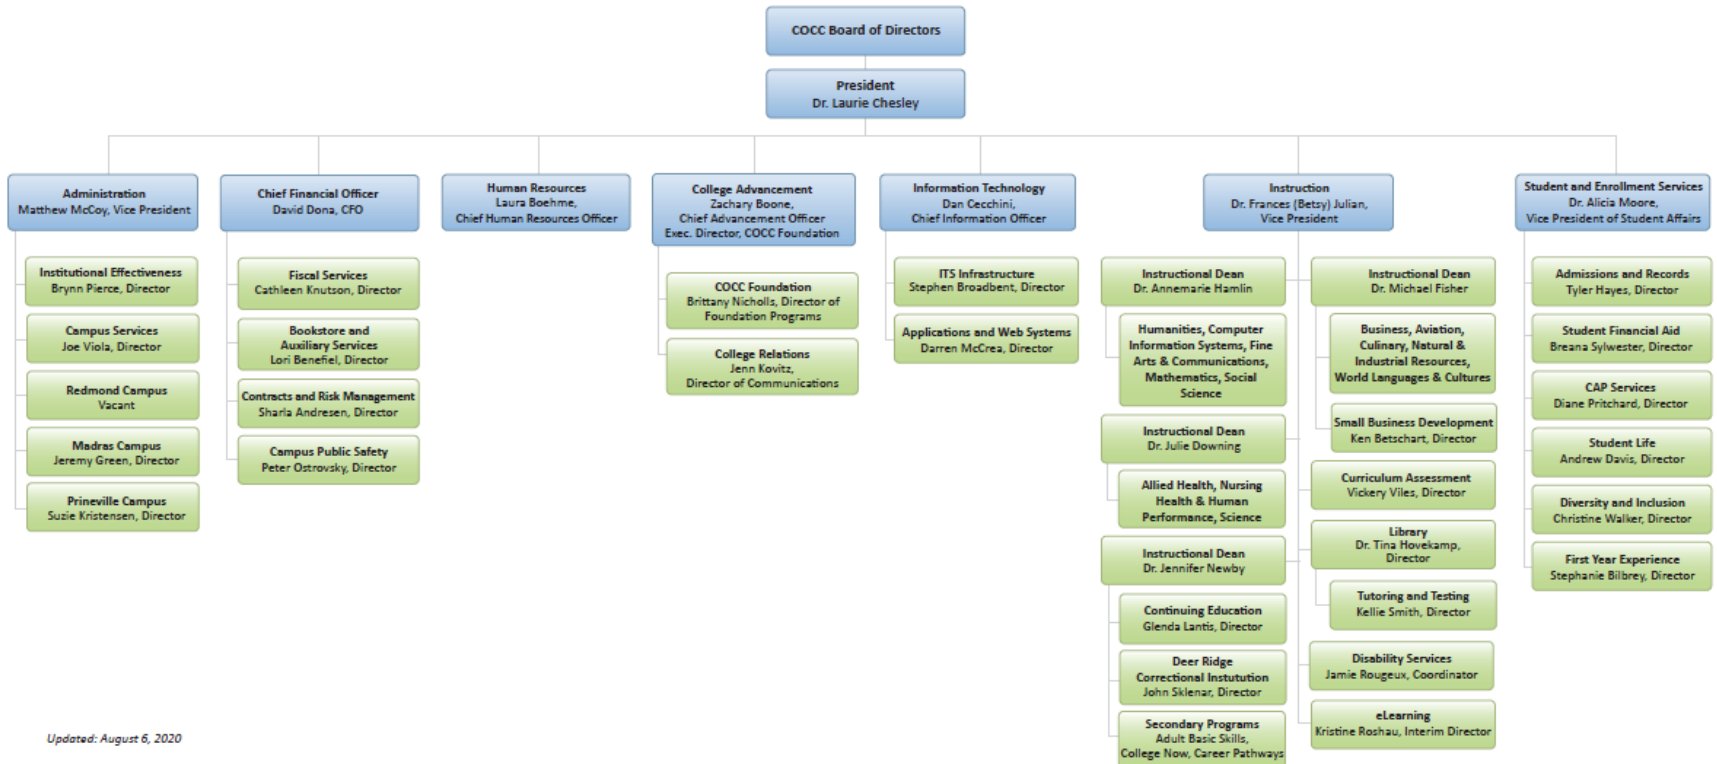 COCC Board of Directors
President
Dr. Laurie Chesley
Administration
Matthew McCoy, Vice President
Institutional Effectiveness
Brynn Pierce, Director
Campus Services
Joe Viola, Director
Redmond Campus
Vacant
Madras Campus
Jeremy Green, Director
Prineville Campus
Suzie Kristensen, Director
Chief Financial Officer
David Dona, CFO
Fiscal Services
Cathleen Knutson, Director
Bookstore and
Auxiliary Services
Lori Benefiel, Director
Contracts and Risk Management
Sharla Andresen, Director
Campus Public Safety
Peter Ostrovsky, Director
Human Resources
Laura Boehme,
Chief Human Resources Officer
College Advancement
Zachary Boone,
Chief Advancement Officer
Exec. Director, COCC Foundation
COCC Foundation
Brittany Nicholls, Director of
Foundation Programs
College Relations
Jenn Kovitz,
Director of Communications
Information Technology
Dan Cecchini,
Chief Information Officer
ITS Infrastructure
Stephen Broadbent, Director
Applications and Web Systems
Darren McCrea, Director
Instruction
Dr. Frances (Betsy) Julian,
Vice President
Instructional Dean
Dr. Annemarie Hamlin
Humanities, Computer
Information Systems, Fine
Arts & Communications,
Mathematics, Social
Science
Instructional Dean
Dr. Julie Downing
Allied Health, Nursing
Health & Human
Performance, Science
Instructional Dean
Dr. Jennifer Newby
Continuing Education
Glenda Lantis, Director
Deer Ridge
Correctional Instutution
John Sklenar, Director
Secondary Programs
Adult Basic Skills,
College Now, Career Pathways
Instructional Dean
Dr. Michael Fisher
Business, Aviation,
Culinary, Natural &
Industrial Resources,
World Languages & Cultures
Small Business Development
Ken Betschart, Director
Curriculum Assessment
Vickery Viles, Director
Library
Dr. Tina Hovekamp,
Director
Tutoring and Testing
Kellie Smith, Director
Disability Services
Jamie Rougeux, Coordinator
eLearning
Kristine Roshau, Interim Director
Student and Enrollment Services
Dr. Alicia Moore,
Vice President of Student Affairs
Admissions and Records
Tyler Hayes, Director
Student Financial Aid
Breana Sylwester, Director
CAP Services
Diane Pritchard, Director
Student Life
Andrew Davis, Director
Diversity and Inclusion
Christine Walker, Director
First Year Experience
Stephanie Bilbrey, Director
Updated: August 6, 2020